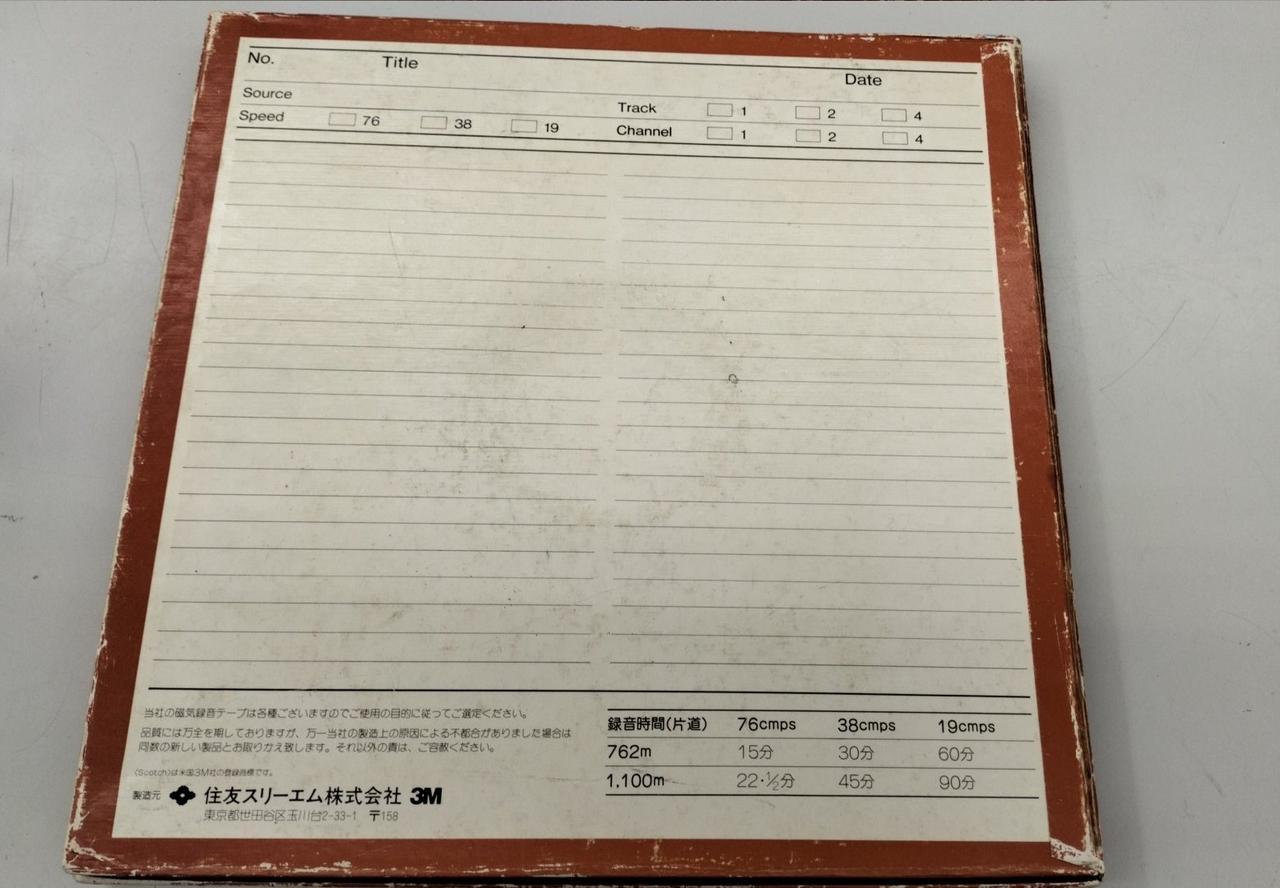 No. Title Date
Source Track 1 2 4
Speed 76 38 19 Channel 1 2 4
当社の磁気録音テープは各種ございますのでご使用の目的に従ってご選定ください。
品質には万全を期しておりますが、万一当社の製造上の原因による不都合がありました場合は
同数の新しい製品とお取りかえ致します。それ以外の責は、ご容赦ください。
(Scotch)は米国3M社の登録商標です。
製造元 住友スリーエム株式会社 3M
東京都世田谷区玉川台2-33-1 〒158
録音時間(片道) 76cmps 38cmps 19cmps
762m 15分 30分 60分
1,100m 22・½分 45分 90分